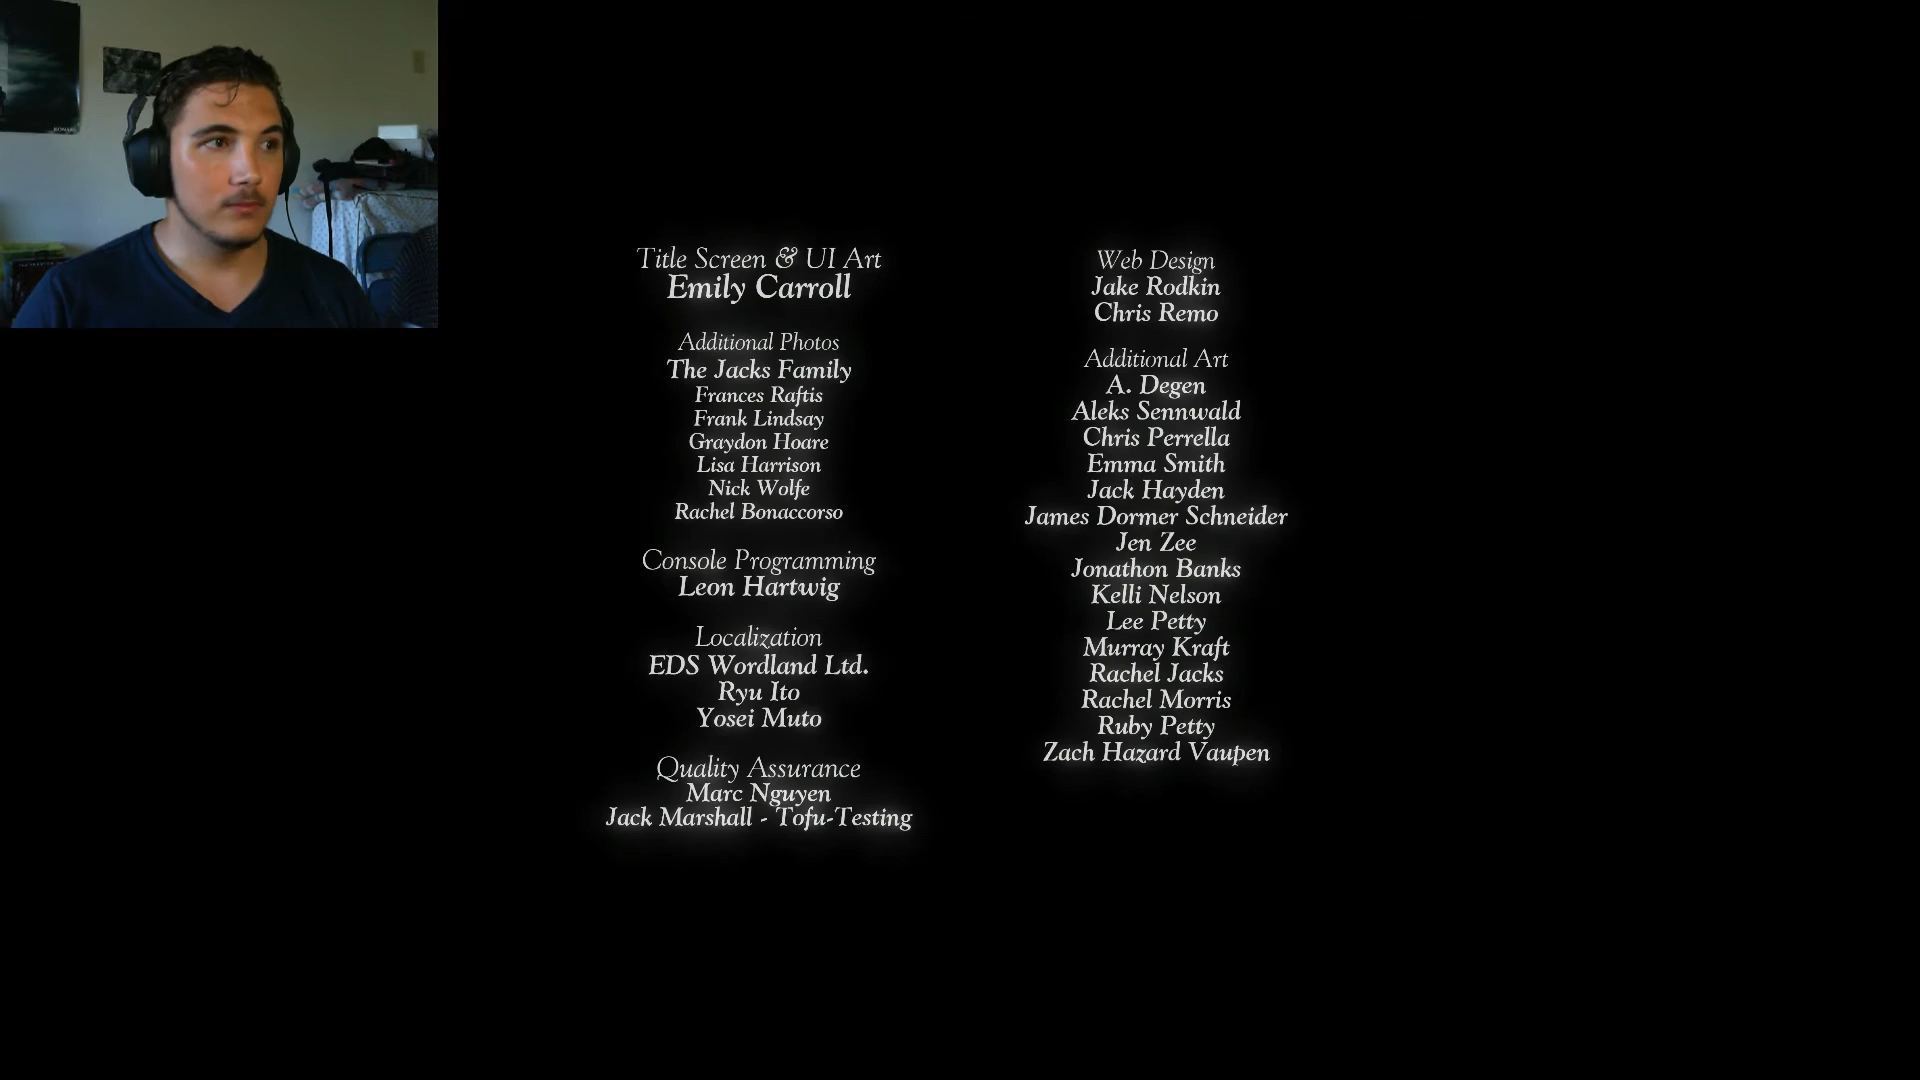 KONAMI
Title Screen & UI Art
Emily Carroll
Additional Photos
The Jacks Family
Frances Raftis
Frank Lindsay
Graydon Hoare
Lisa Harrison
Nick Wolfe
Rachel Bonaccorso
Console Programming
Leon Hartwig
Localization
EDS Wordland Ltd.
Ryu Ito
Yosei Muto
Quality Assurance
Marc Nguyen
Jack Marshall - Tofu-Testing
Web Design
Jake Rodkin
Chris Remo
Additional Art
A. Degen
Aleks Sennwald
Chris Perrella
Emma Smith
Jack Hayden
James Dormer Schneider
Jen Zee
Jonathon Banks
Kelli Nelson
Lee Petty
Murray Kraft
Rachel Jacks
Rachel Morris
Ruby Petty
Zach Hazard Vaupen